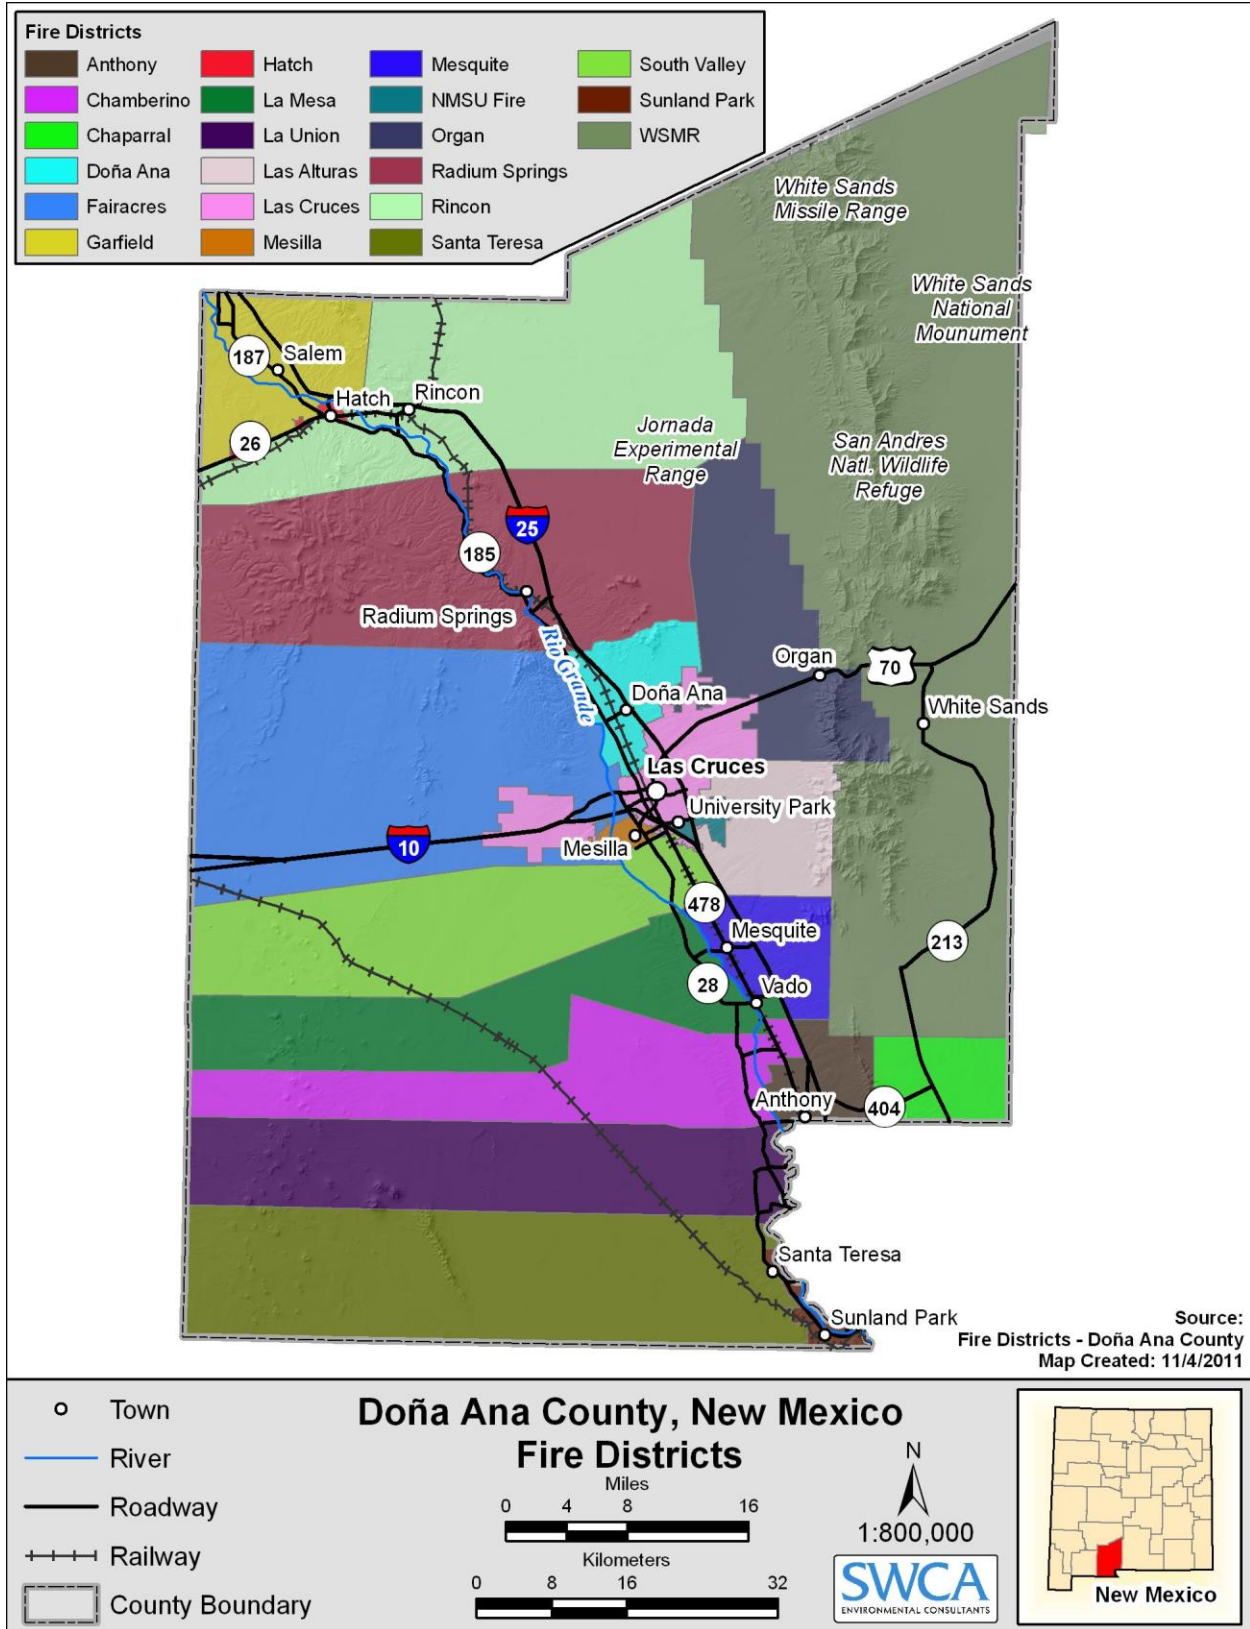 Fire Districts
Anthony
Chamberino
Chaparral
Doña Ana
Fairacres
Garfield
Hatch
La Mesa
La Union
Las Alturas
Las Cruces
Mesilla
Mesquite
NMSU Fire
Organ
Radium Springs
Rincon
Santa Teresa
South Valley
Sunland Park
WSMR
White Sands
Missile Range
White Sands
National
Mounument
187
Salem
Hatch
Rincon
26
Jornada
Experimental
Range
San Andres
Natl. Wildlife
Refuge
25
185
Radium Springs
Rio Grande
Organ
70
Doña Ana
White Sands
Las Cruces
University Park
10
Mesilla
478
Mesquite
213
28
Vado
Anthony
404
Santa Teresa
Sunland Park
Source:
Fire Districts - Doña Ana County
Map Created: 11/4/2011
Town
River
Roadway
Railway
County Boundary
Doña Ana County, New Mexico
Fire Districts
Miles
0 4 8 16
Kilometers
0 8 16 32
N
1:800,000
SWCA
ENVIRONMENTAL CONSULTANTS
New Mexico